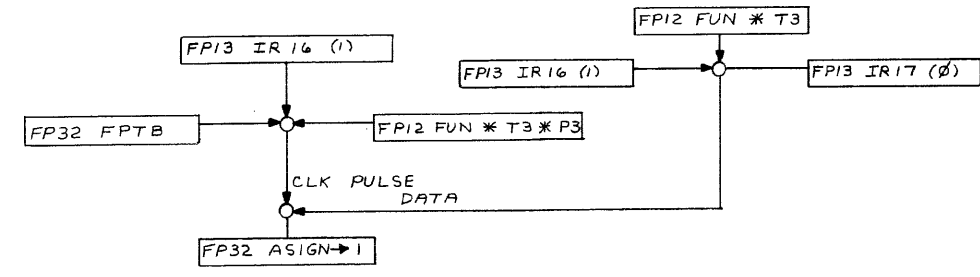 FP12 FUN * T3
FP13 IR16 (1)
FP13 IR16 (1)
FP13 IR17 (Ø)
FP32 FPTB
FP12 FUN * T3 * P3
CLK PULSE
DATA
FP32 ASIGN→1